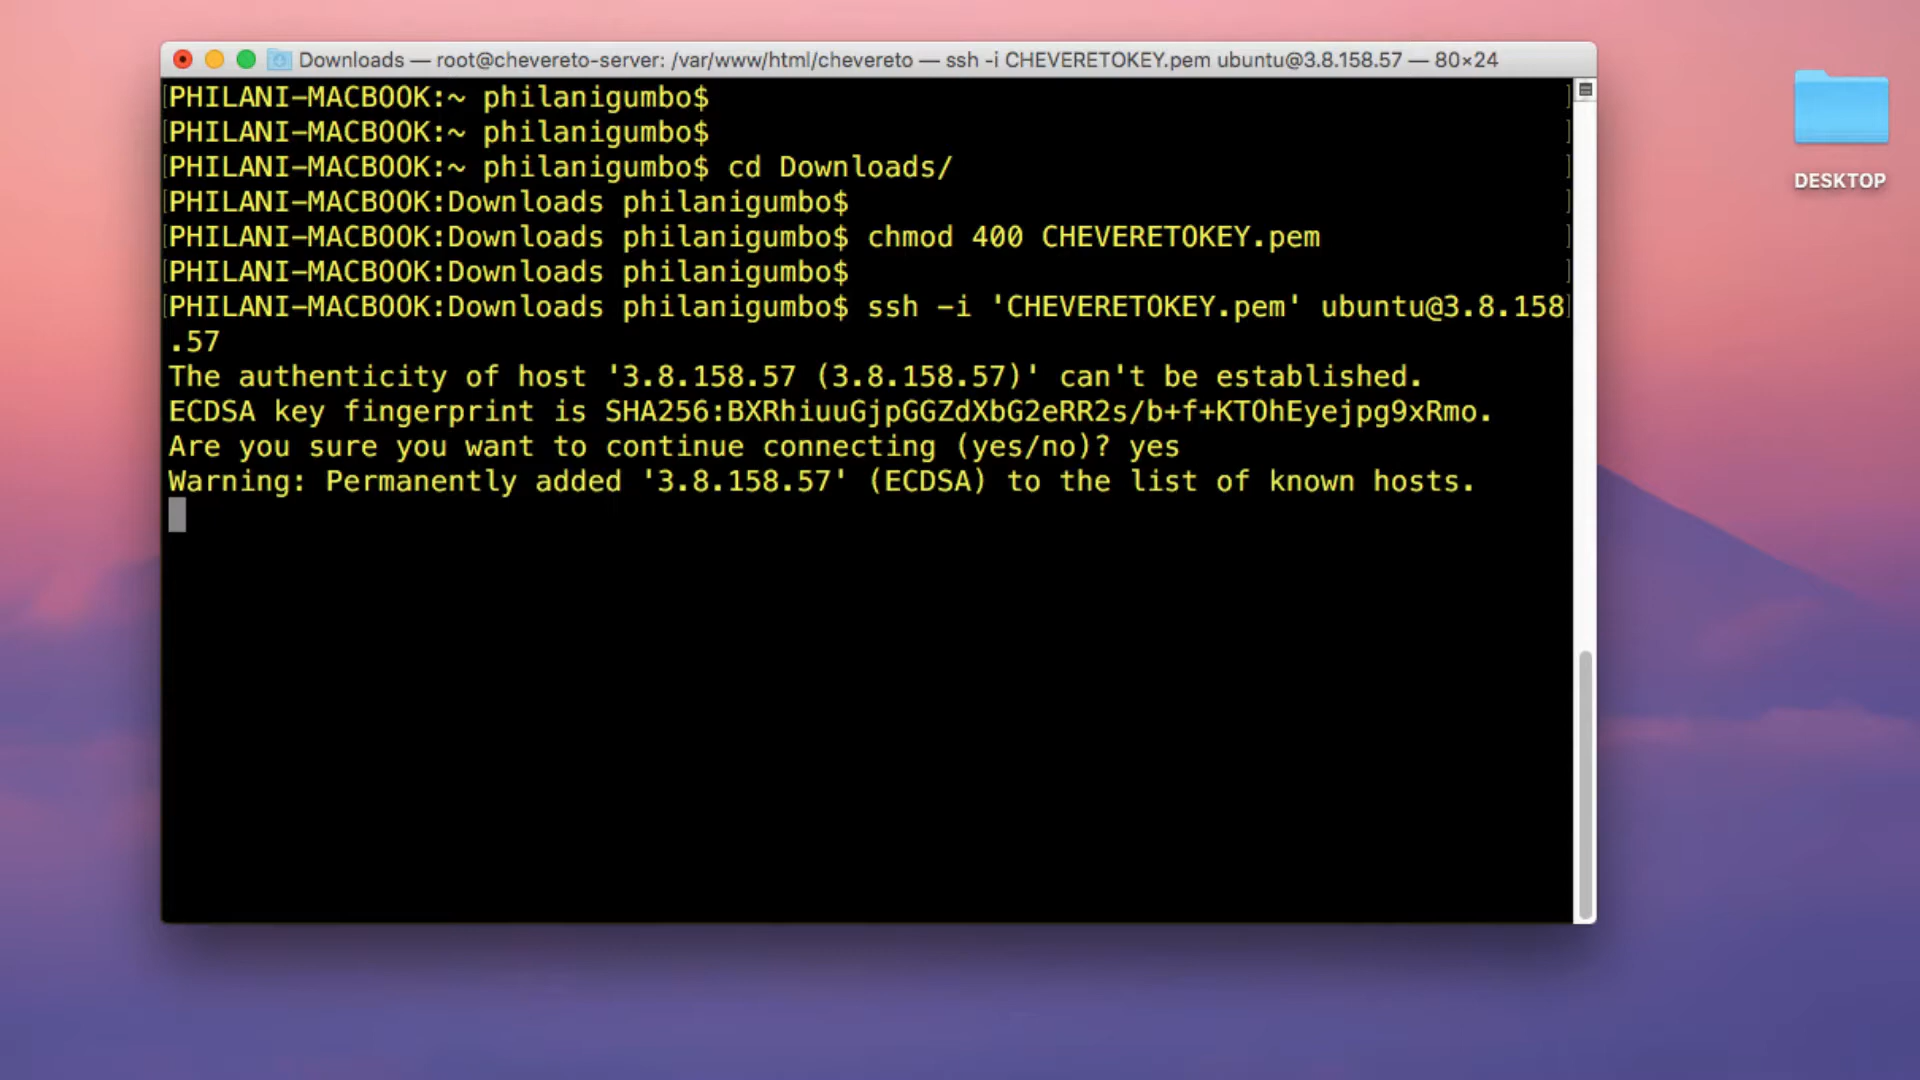 Downloads — root@chevereto-server: /var/www/html/chevereto — ssh -i CHEVERETOKEY.pem ubuntu@3.8.158.57 — 80×24
[PHILANI-MACBOOK:~ philanigumbo$ ]
[PHILANI-MACBOOK:~ philanigumbo$ ]
[PHILANI-MACBOOK:~ philanigumbo$ cd Downloads/ ]
[PHILANI-MACBOOK:Downloads philanigumbo$ ]
[PHILANI-MACBOOK:Downloads philanigumbo$ chmod 400 CHEVERETOKEY.pem ]
[PHILANI-MACBOOK:Downloads philanigumbo$ ]
[PHILANI-MACBOOK:Downloads philanigumbo$ ssh -i 'CHEVERETOKEY.pem' ubuntu@3.8.158]
.57
The authenticity of host '3.8.158.57 (3.8.158.57)' can't be established.
ECDSA key fingerprint is SHA256:BXRhiuuGjpGGZdXbG2eRR2s/b+f+KTOhEyejpg9xRmo.
Are you sure you want to continue connecting (yes/no)? yes
Warning: Permanently added '3.8.158.57' (ECDSA) to the list of known hosts.
DESKTOP